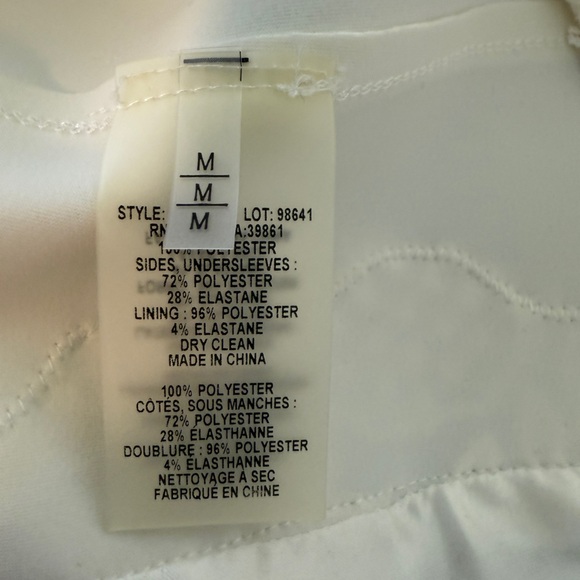 M
M
M
STYLE: LOT: 98641
RN A:39861
100% POLYESTER
SIDES, UNDERSLEEVES :
72% POLYESTER
28% ELASTANE
LINING : 96% POLYESTER
4% ELASTANE
DRY CLEAN
MADE IN CHINA
100% POLYESTER
CÔTÉS, SOUS MANCHES :
72% POLYESTER
28% ÉLASTHANNE
DOUBLURE : 96% POLYESTER
4% ÉLASTHANNE
NETTOYAGE À SEC
FABRIQUÉ EN CHINE